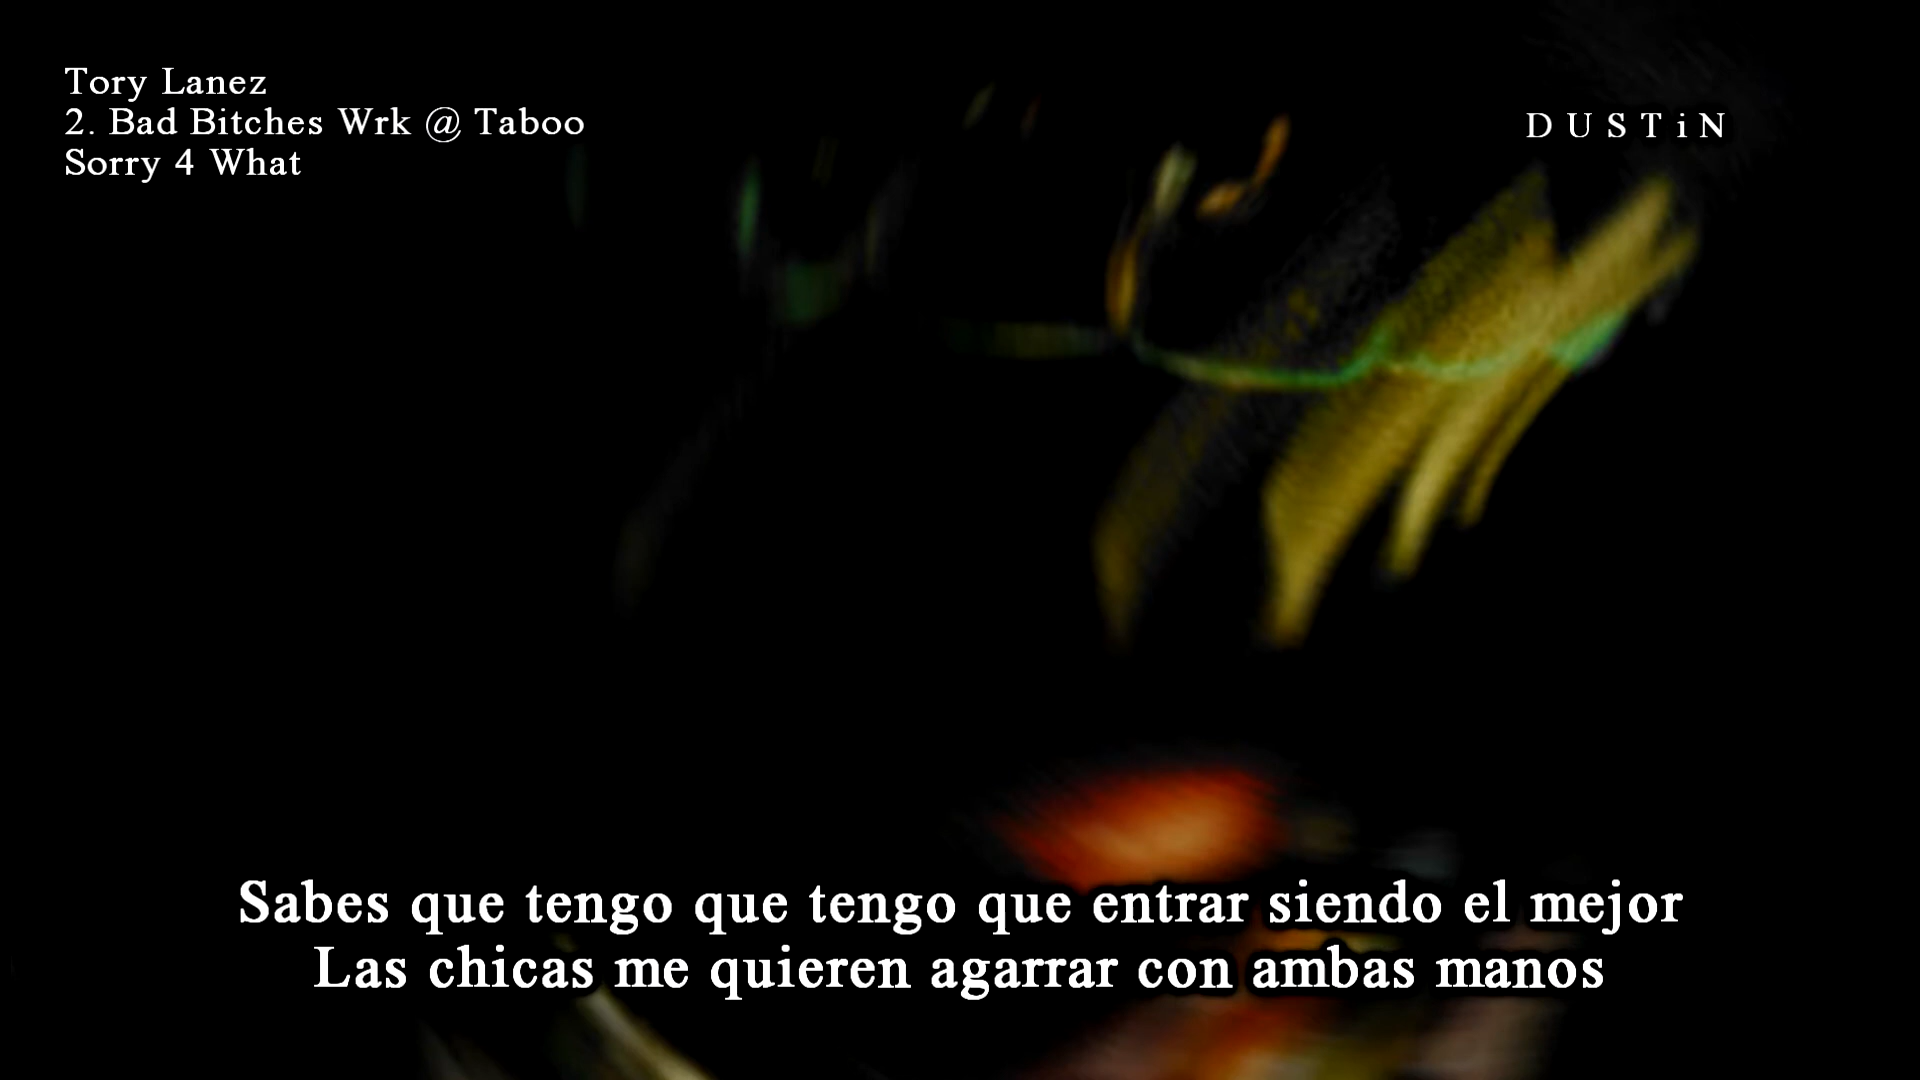 Tory Lanez
2. Bad Bitches Wrk @ Taboo
Sorry 4 What
DUSTiN
Sabes que tengo que tengo que entrar siendo el mejor
Las chicas me quieren agarrar con ambas manos